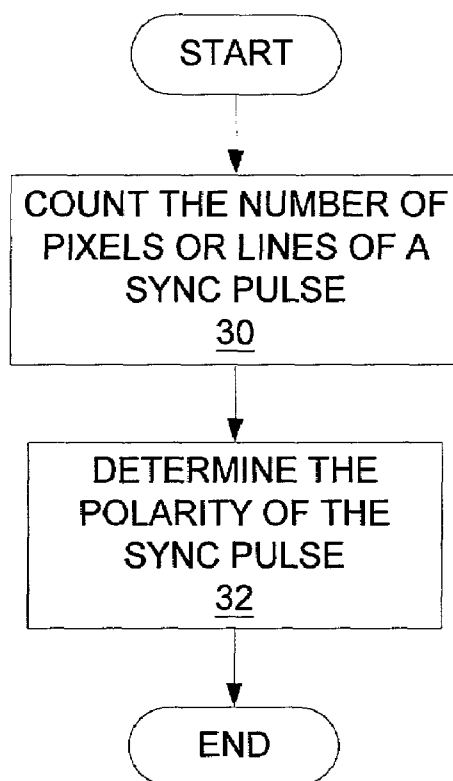 START
COUNT THE NUMBER OF
PIXELS OR LINES OF A
SYNC PULSE
30
DETERMINE THE
POLARITY OF THE
SYNC PULSE
32
END